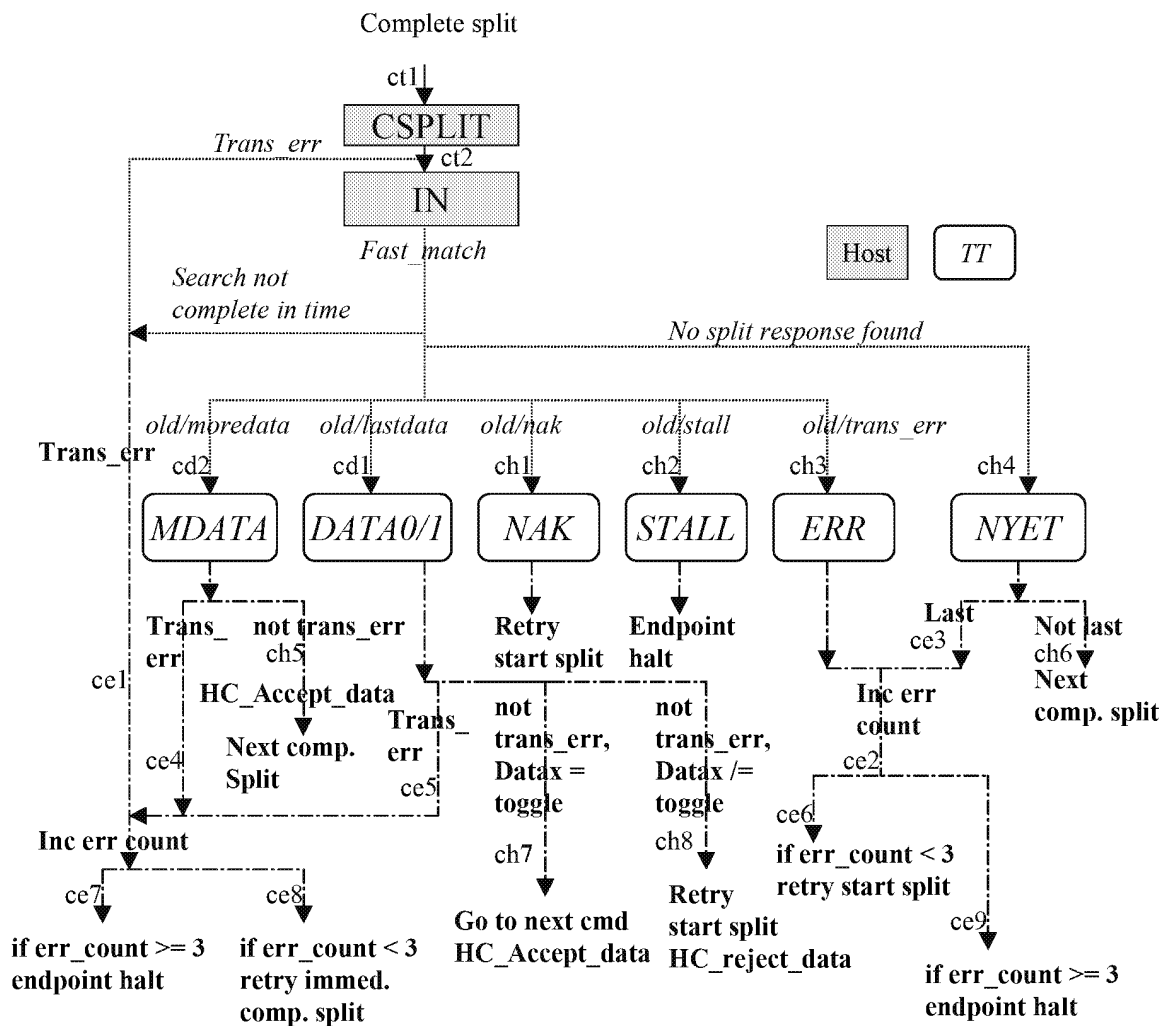 Complete split
ct1
CSPLIT
Trans_err
ct2
IN
Fast_match
Host
TT
Search not
complete in time
No split response found
old/moredata
old/lastdata
old/nak
old/stall
old/trans_err
Trans_err
cd2
cd1
ch1
ch2
ch3
ch4
MDATA
DATA0/1
NAK
STALL
ERR
NYET
Trans_
err
not trans_err
ch5
HC_Accept_data
Next comp.
Split
Retry
start split
Endpoint
halt
Last
ce3
Not last
ch6
Next
comp. split
ce1
ce4
Trans_
err
ce5
not
trans_err,
Datax =
toggle
not
trans_err,
Datax /=
toggle
Inc err
count
ce2
Inc err count
ch7
ch8
ce6
if err_count < 3
retry start split
ce7
ce8
Go to next cmd
HC_Accept_data
Retry
start split
HC_reject_data
ce9
if err_count >= 3
endpoint halt
if err_count < 3
retry immed.
comp. split
if err_count >= 3
endpoint halt